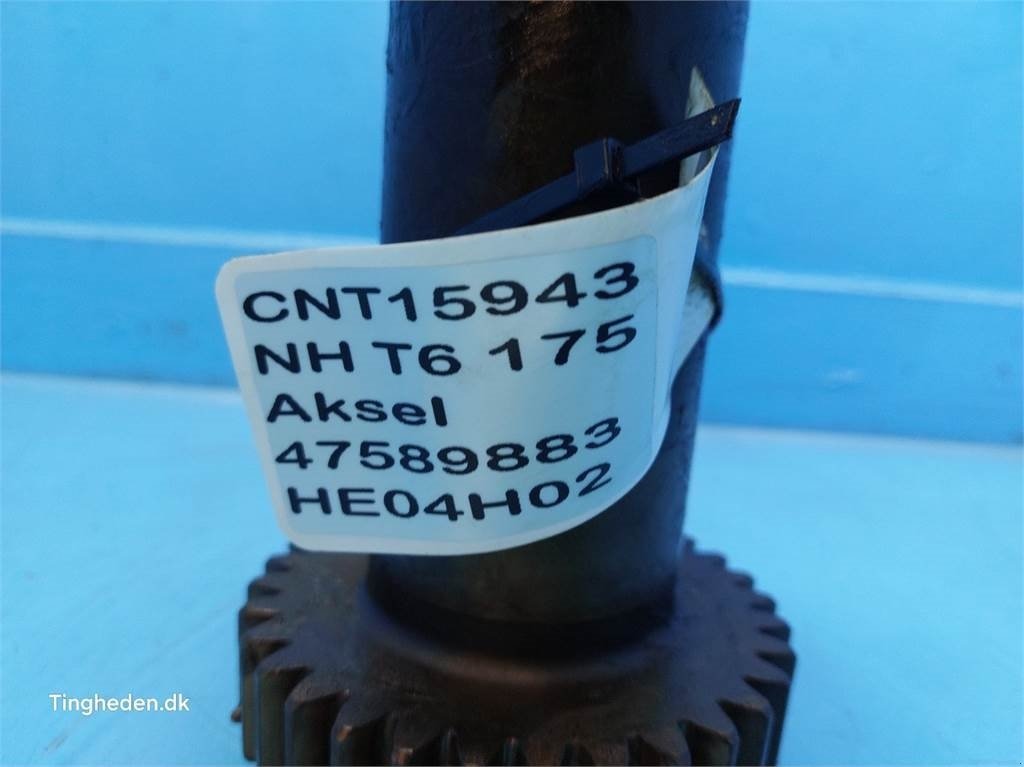 CNT15943
NH T6 175
Aksel
47589883
HE04H02
Tingheden.dk